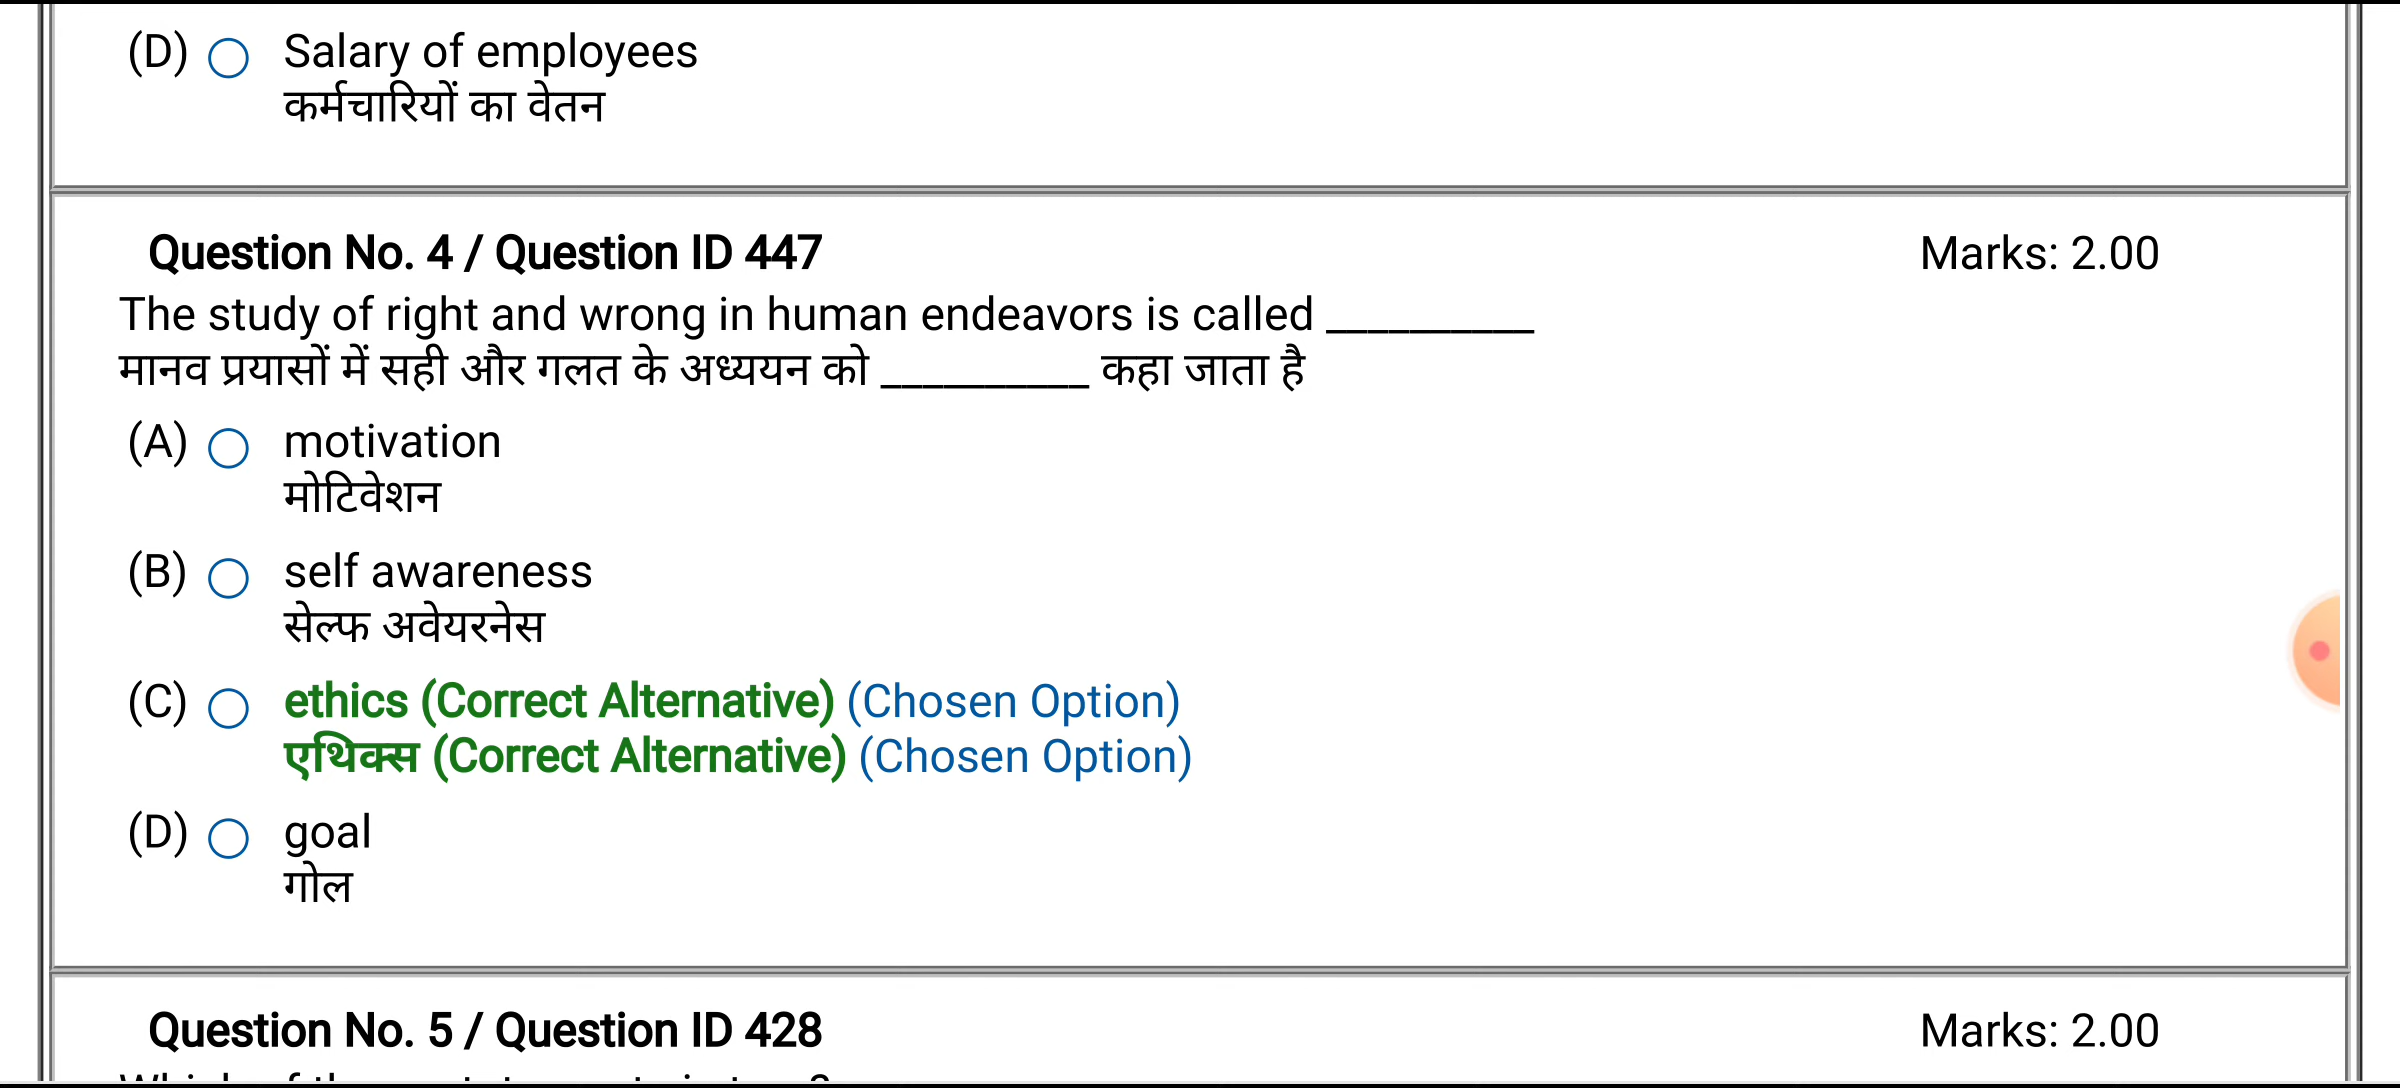 (D) Salary of employees
कर्मचारियों का वेतन
Question No. 4 / Question ID 447 Marks: 2.00
The study of right and wrong in human endeavors is called __________
मानव प्रयासों में सही और गलत के अध्ययन को __________ कहा जाता है
(A) motivation
मोटिवेशन
(B) self awareness
सेल्फ अवेयरनेस
(C) ethics (Correct Alternative) (Chosen Option)
एथिक्स (Correct Alternative) (Chosen Option)
(D) goal
गोल
Question No. 5 / Question ID 428 Marks: 2.00